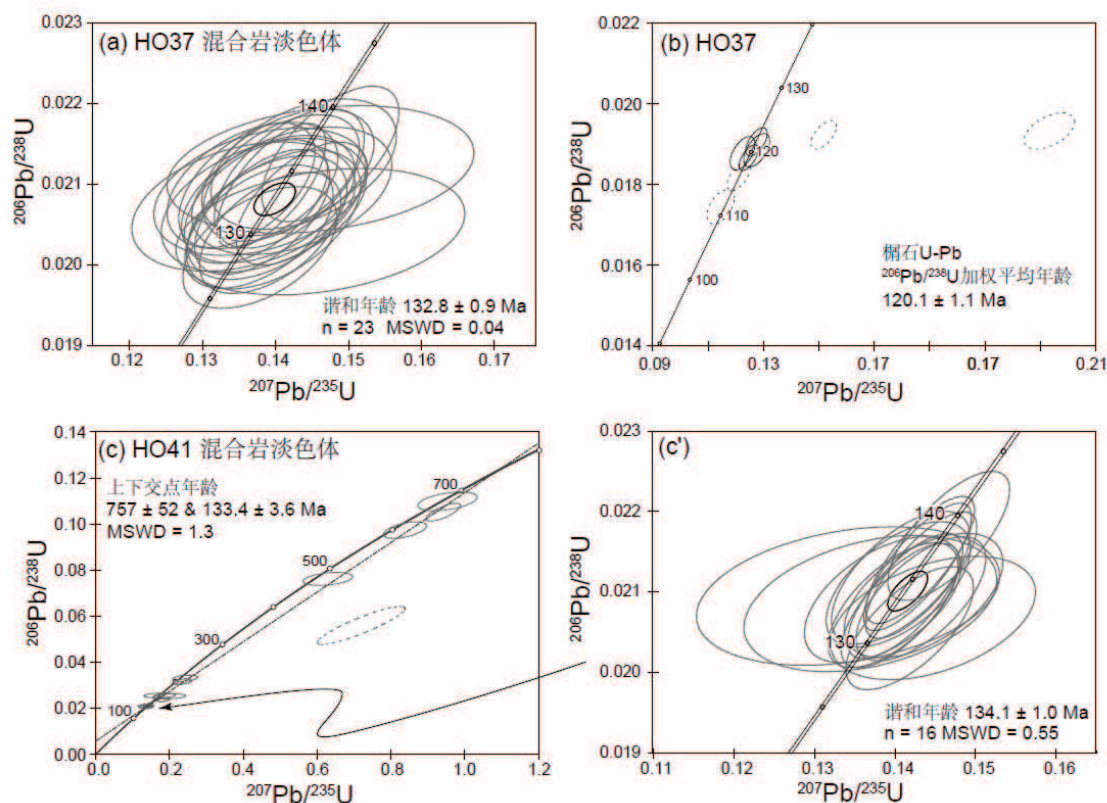 (a) HO37 混合岩淡色体
0.023
0.022
0.021
0.020
0.019
206Pb/238U
140
130
谐和年龄 132.8 ± 0.9 Ma
n = 23 MSWD = 0.04
0.12 0.13 0.14 0.15 0.16 0.17
207Pb/235U
(b) HO37
0.022
0.020
0.018
0.016
0.014
206Pb/238U
130
120
110
100
榍石U-Pb
206Pb/238U加权平均年龄
120.1 ± 1.1 Ma
0.09 0.13 0.17 0.17 0.21
207Pb/235U
(c) HO41 混合岩淡色体
0.14
0.12
0.10
0.08
0.06
0.04
0.02
0.00
206Pb/238U
上下交点年龄
757 ± 52 & 133.4 ± 3.6 Ma
MSWD = 1.3
700
500
300
100
0.0 0.2 0.4 0.6 0.8 1.0 1.2
207Pb/235U
(c')
0.023
0.022
0.021
0.020
0.019
206Pb/238U
140
130
谐和年龄 134.1 ± 1.0 Ma
n = 16 MSWD = 0.55
0.11 0.12 0.13 0.14 0.15 0.16
207Pb/235U